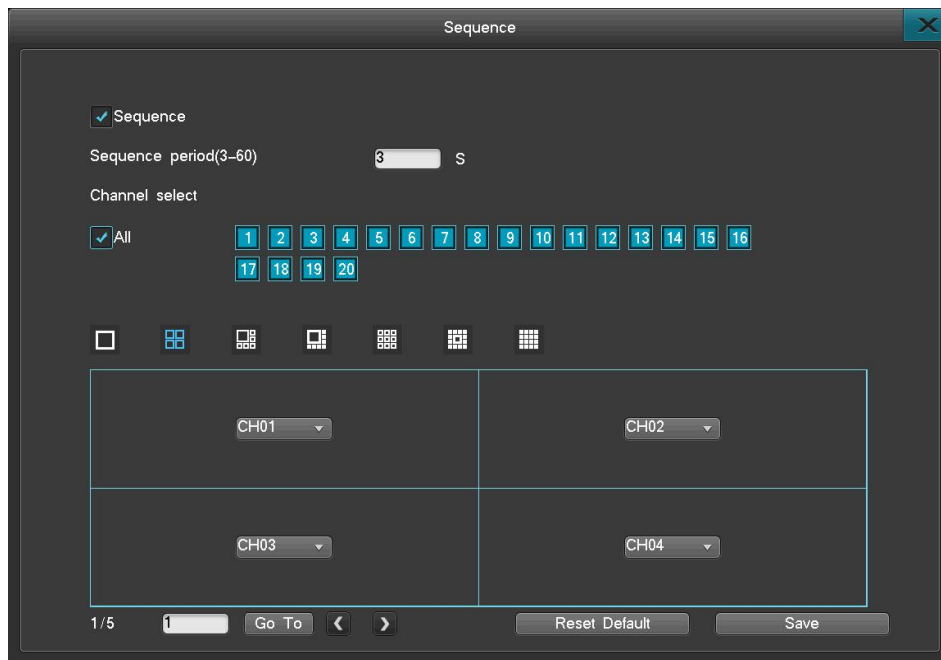 Sequence
Sequence
Sequence period(3-60) 3 S
Channel select
All 1 2 3 4 5 6 7 8 9 10 11 12 13 14 15 16
17 18 19 20
CH01 CH02
CH03 CH04
1/5 1 Go To Reset Default Save